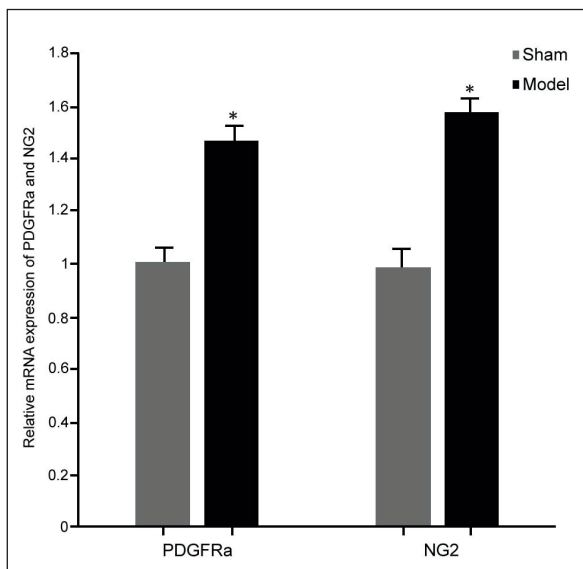 Relative mRNA expression of PDGFRa and NG2
1.8
1.6
1.4
1.2
1
0.8
0.6
0.4
0.2
0
Sham
Model
*
*
PDGFRa
NG2